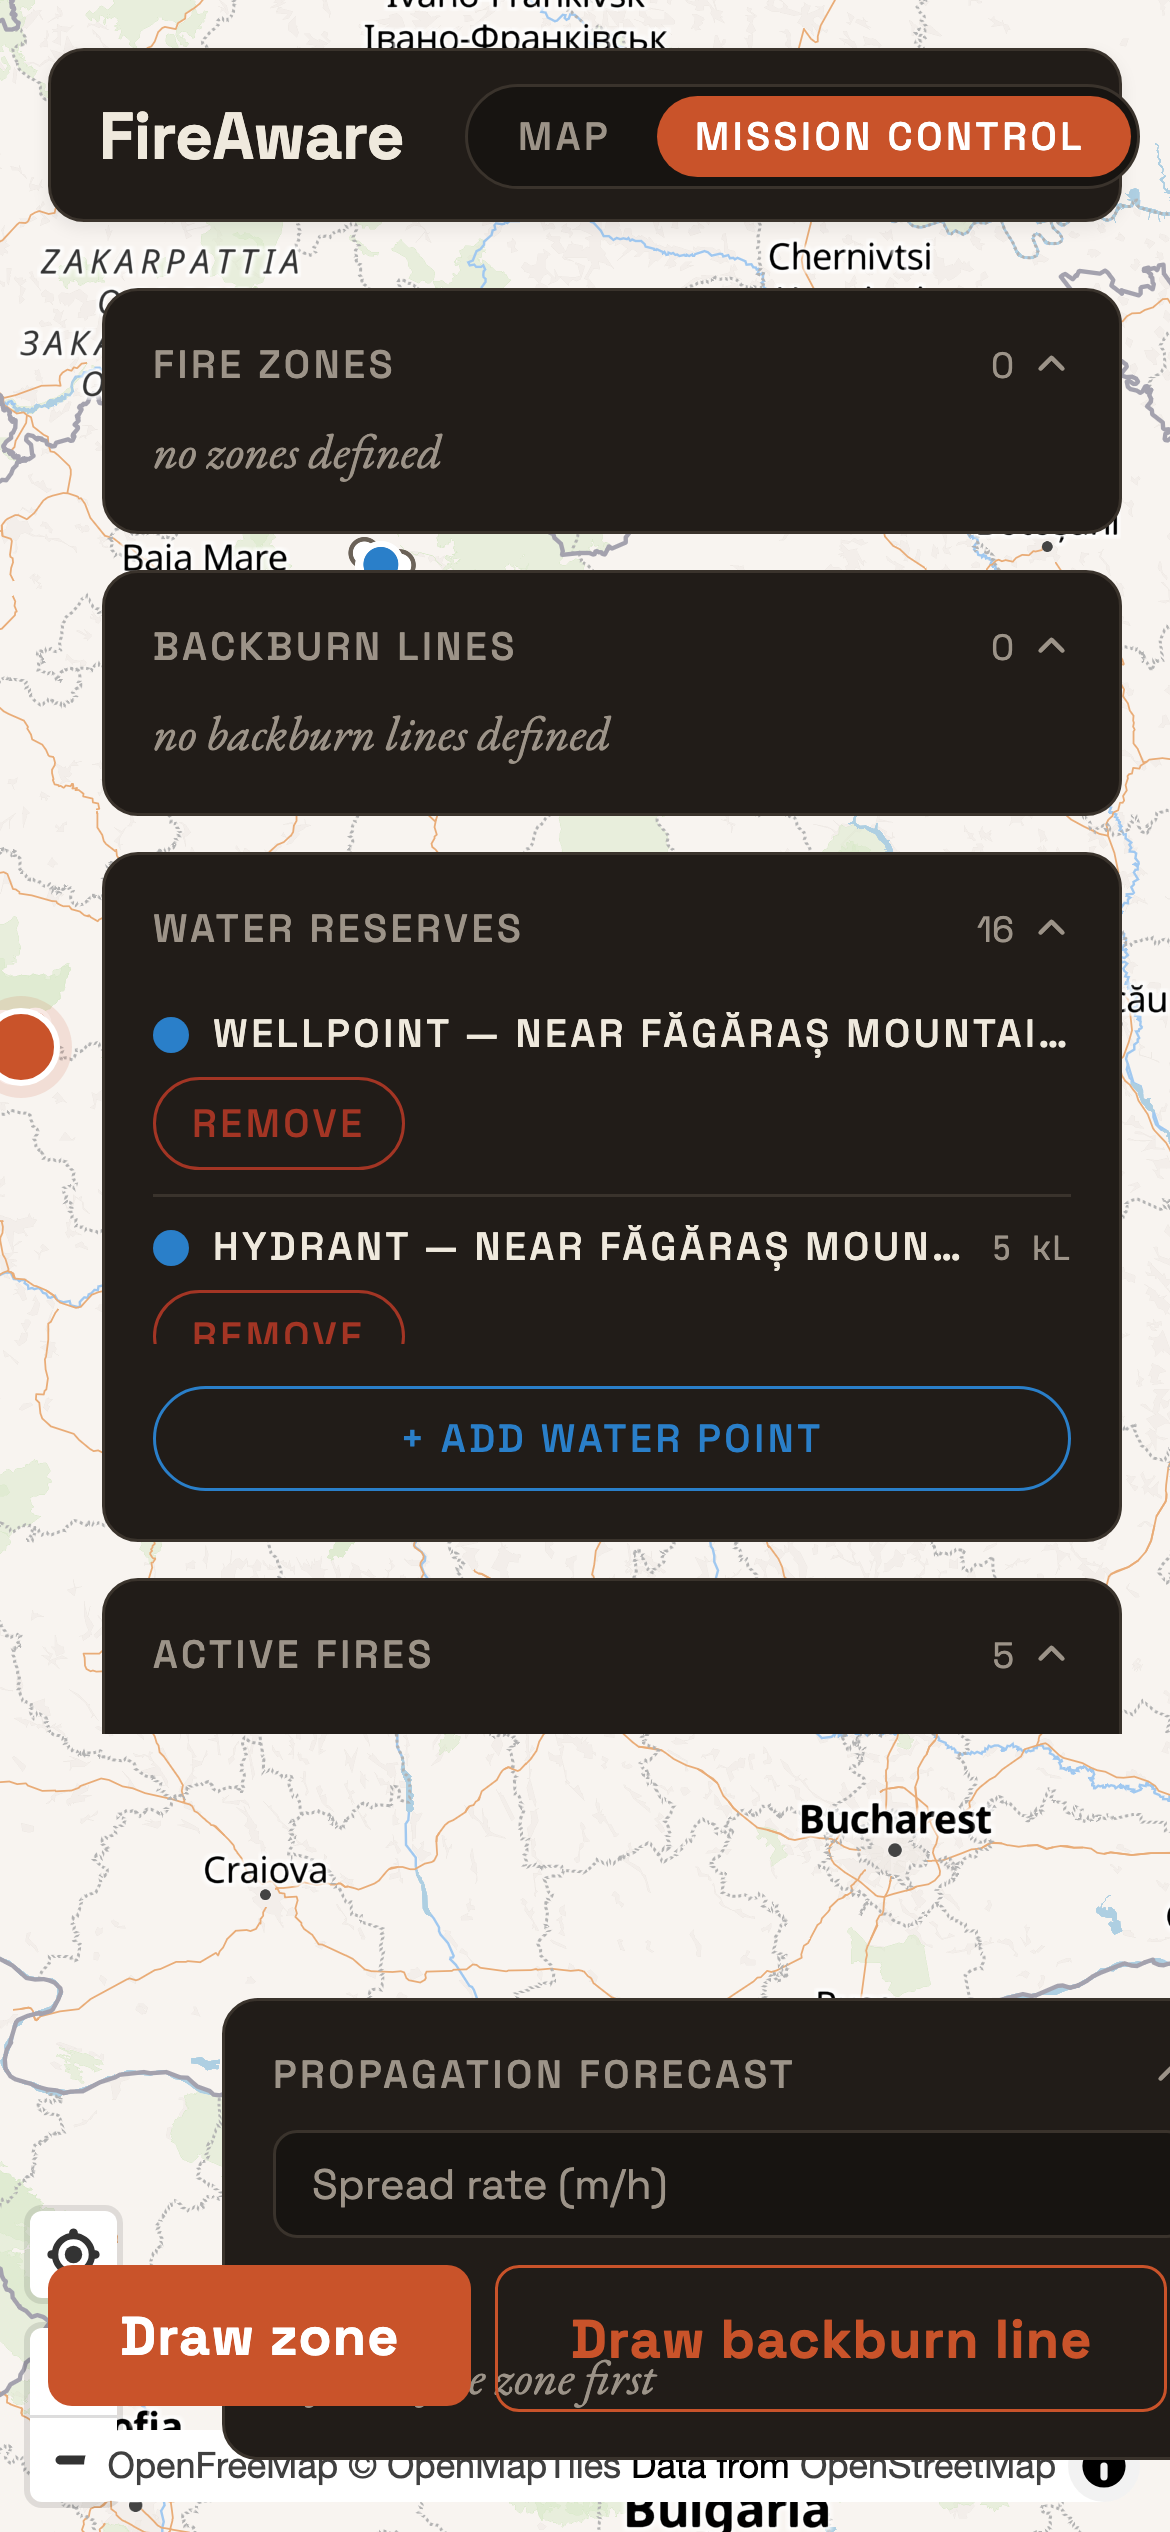 Івано-Франківськ
FireAware
MAP
MISSION CONTROL
ZAKARPATTIA
Chernivtsi
FIRE ZONES
0
no zones defined
Baia Mare
BACKBURN LINES
0
no backburn lines defined
WATER RESERVES
16
WELLPOINT — NEAR FĂGĂRAȘ MOUNTAI…
REMOVE
HYDRANT — NEAR FĂGĂRAȘ MOUN…
5 kL
REMOVE
+ ADD WATER POINT
ACTIVE FIRES
5
Bucharest
Craiova
PROPAGATION FORECAST
Spread rate (m/h)
Draw zone
Draw backburn line
zone first
OpenFreeMap © OpenMapTiles Data from OpenStreetMap
Bulgaria